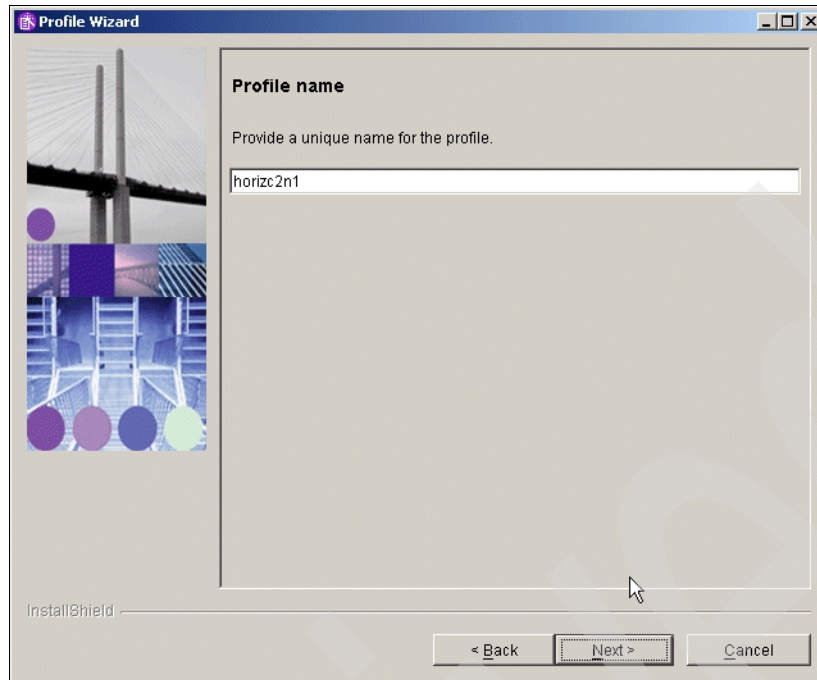 Profile Wizard
Profile name
Provide a unique name for the profile.
horizc2n1
InstallShield
< Back
Next >
Cancel